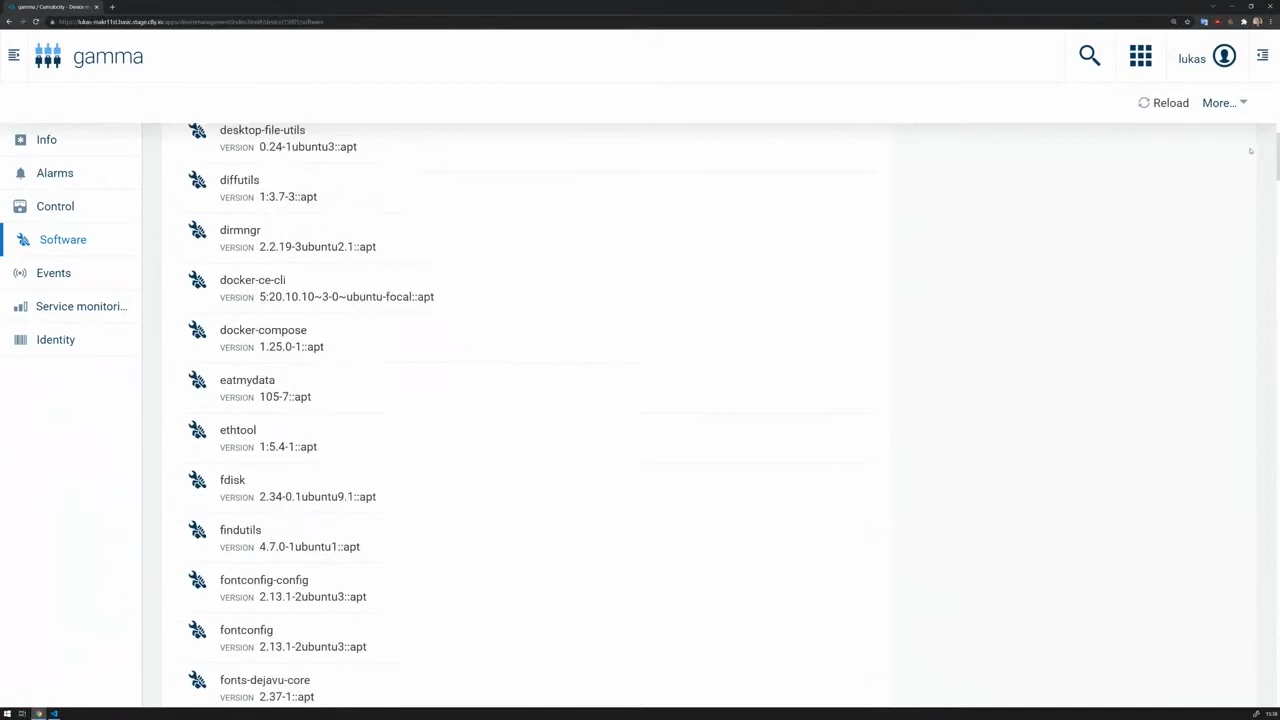 gamma / Cumulocity - Device m
gamma
lukas
Reload
More...
Info
Alarms
Control
Software
Events
Service monitori...
Identity
desktop-file-utils
VERSION 0.24-1ubuntu3::apt
diffutils
VERSION 1:3.7-3::apt
dirmngr
VERSION 2.2.19-3ubuntu2.1::apt
docker-ce-cli
VERSION 5:20.10.10~3-0~ubuntu-focal::apt
docker-compose
VERSION 1.25.0-1::apt
eatmydata
VERSION 105-7::apt
ethtool
VERSION 1:5.4-1::apt
fdisk
VERSION 2.34-0.1ubuntu9.1::apt
findutils
VERSION 4.7.0-1ubuntu1::apt
fontconfig-config
VERSION 2.13.1-2ubuntu3::apt
fontconfig
VERSION 2.13.1-2ubuntu3::apt
fonts-dejavu-core
VERSION 2.37-1::apt